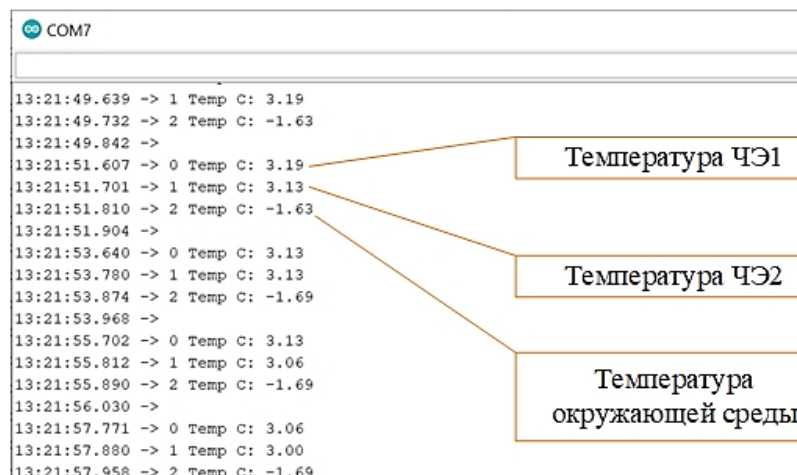 COM7
13:21:49.639 -> 1 Temp C: 3.19
13:21:49.732 -> 2 Temp C: -1.63
13:21:49.842 ->
13:21:51.607 -> 0 Temp C: 3.19
13:21:51.701 -> 1 Temp C: 3.13
13:21:51.810 -> 2 Temp C: -1.63
13:21:51.904 ->
13:21:53.640 -> 0 Temp C: 3.13
13:21:53.780 -> 1 Temp C: 3.13
13:21:53.874 -> 2 Temp C: -1.69
13:21:53.968 ->
13:21:55.702 -> 0 Temp C: 3.13
13:21:55.812 -> 1 Temp C: 3.06
13:21:55.890 -> 2 Temp C: -1.69
13:21:56.030 ->
13:21:57.771 -> 0 Temp C: 3.06
13:21:57.880 -> 1 Temp C: 3.00
13:21:57.958 -> 2 Temp C: -1.69
Температура ЧЭ1
Температура ЧЭ2
Температура
окружающей среды